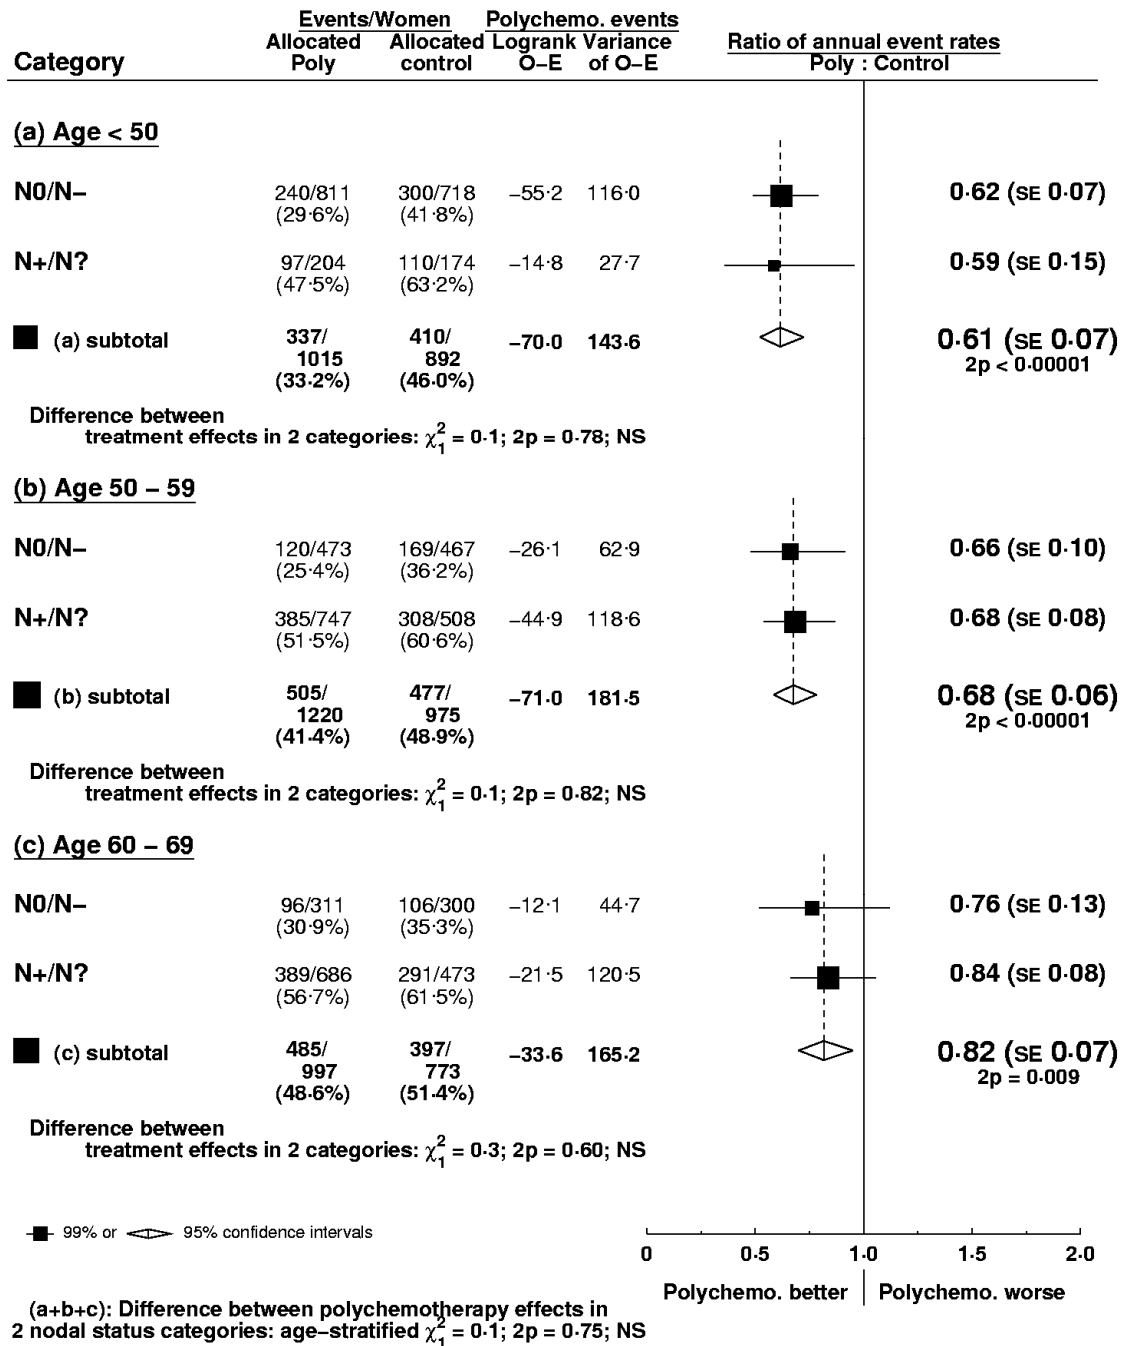 Events/Women Polychemo. events
Allocated Allocated Logrank Variance Ratio of annual event rates
Category Poly control O–E of O–E Poly : Control
(a) Age < 50
N0/N– 240/811 300/718 –55·2 116·0 0·62 (SE 0·07)
(29·6%) (41·8%)
N+/N? 97/204 110/174 –14·8 27·7 0·59 (SE 0·15)
(47·5%) (63·2%)
(a) subtotal 337/ 410/ –70·0 143·6 0·61 (SE 0·07)
1015 892 2p < 0·00001
(33·2%) (46·0%)
Difference between
treatment effects in 2 categories: χ²₁ = 0·1; 2p = 0·78; NS
(b) Age 50 – 59
N0/N– 120/473 169/467 –26·1 62·9 0·66 (SE 0·10)
(25·4%) (36·2%)
N+/N? 385/747 308/508 –44·9 118·6 0·68 (SE 0·08)
(51·5%) (60·6%)
(b) subtotal 505/ 477/ –71·0 181·5 0·68 (SE 0·06)
1220 975 2p < 0·00001
(41·4%) (48·9%)
Difference between
treatment effects in 2 categories: χ²₁ = 0·1; 2p = 0·82; NS
(c) Age 60 – 69
N0/N– 96/311 106/300 –12·1 44·7 0·76 (SE 0·13)
(30·9%) (35·3%)
N+/N? 389/686 291/473 –21·5 120·5 0·84 (SE 0·08)
(56·7%) (61·5%)
(c) subtotal 485/ 397/ –33·6 165·2 0·82 (SE 0·07)
997 773 2p = 0·009
(48·6%) (51·4%)
Difference between
treatment effects in 2 categories: χ²₁ = 0·3; 2p = 0·60; NS
99% or 95% confidence intervals
0 0·5 1·0 1·5 2·0
Polychemo. better Polychemo. worse
(a+b+c): Difference between polychemotherapy effects in
2 nodal status categories: age–stratified χ²₁ = 0·1; 2p = 0·75; NS